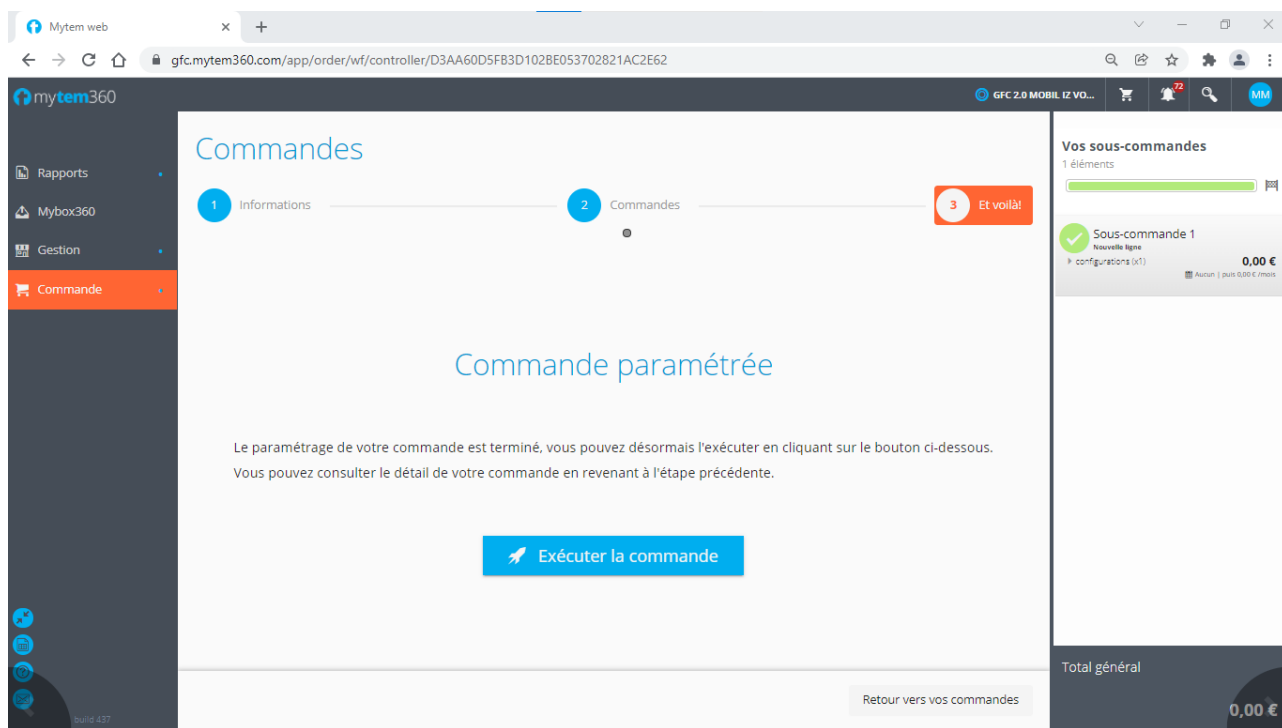 Mytem web
gfc.mytem360.com/app/order/wf/controller/D3AA60D5FB3D102BE053702821AC2E62
mytem360
GFC 2.0 MOBIL IZ VO...
72
MM
Rapports
Mybox360
Gestion
Commande
build 437
Commandes
1 Informations
2 Commandes
3 Et voilà!
Commande paramétrée
Le paramétrage de votre commande est terminé, vous pouvez désormais l'exécuter en cliquant sur le bouton ci-dessous.
Vous pouvez consulter le détail de votre commande en revenant à l'étape précédente.
Exécuter la commande
Retour vers vos commandes
Vos sous-commandes
1 éléments
Sous-commande 1
Nouvelle ligne
configurations (x1)
0,00 €
Aucun | puis 0,00 € /mois
Total général
0,00 €